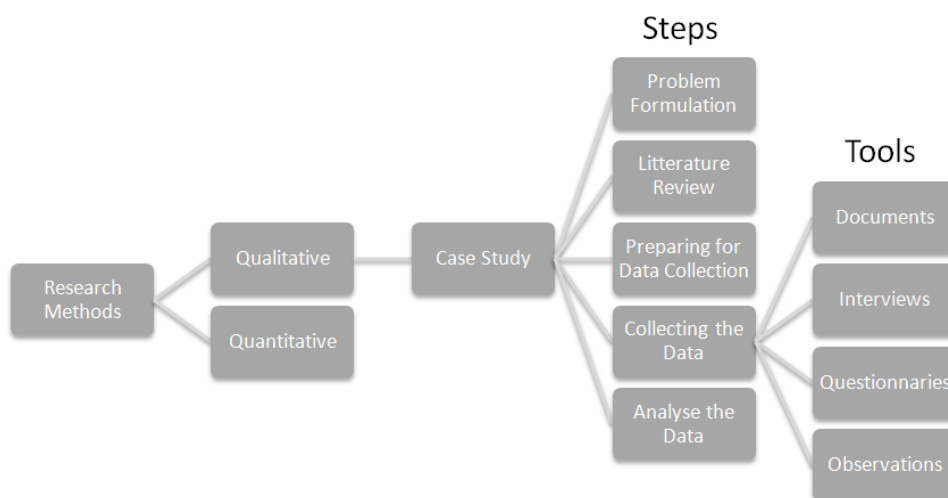 Research
Methods
Qualitative
Quantitative
Case Study
Steps
Problem
Formulation
Litterature
Review
Preparing for
Data Collection
Collecting the
Data
Analyse the
Data
Tools
Documents
Interviews
Questionnaries
Observations